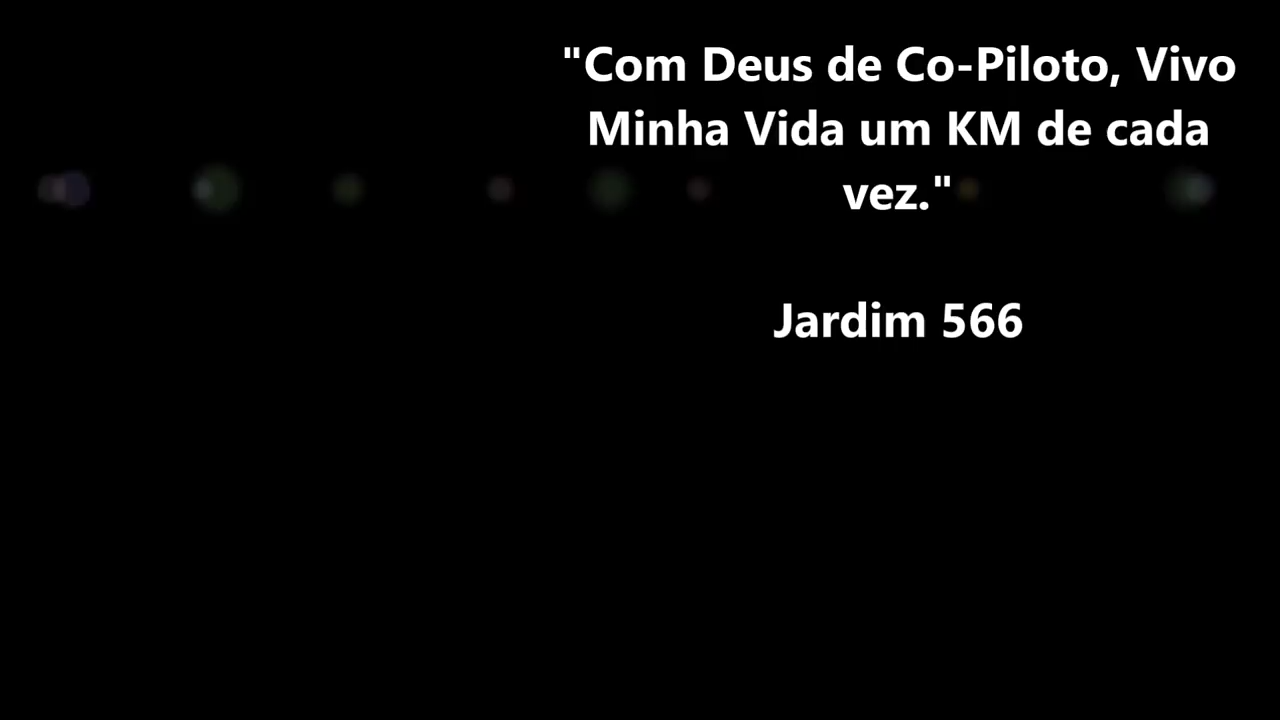 "Com Deus de Co-Piloto, Vivo
Minha Vida um KM de cada
vez."
Jardim 566